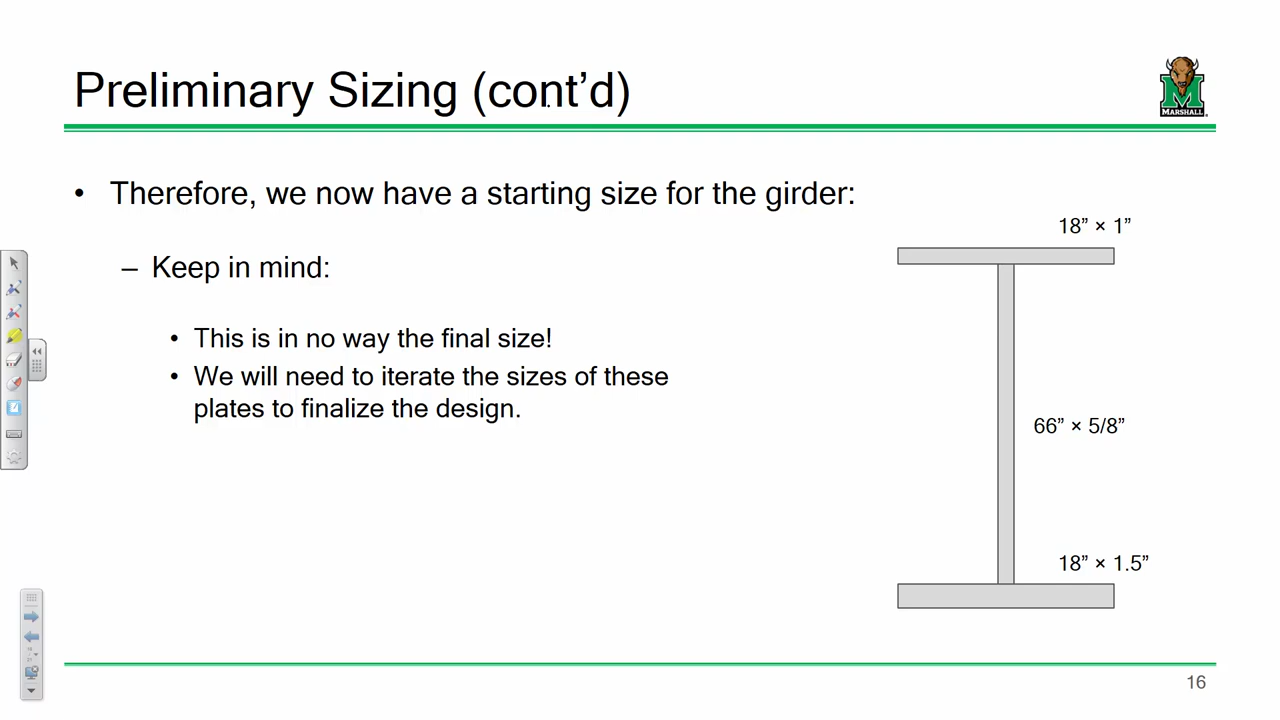 Preliminary Sizing (cont’d)
MARSHALL
• Therefore, we now have a starting size for the girder:
18” × 1”
– Keep in mind:
• This is in no way the final size!
• We will need to iterate the sizes of these
plates to finalize the design.
66” × 5/8”
18” × 1.5”
16